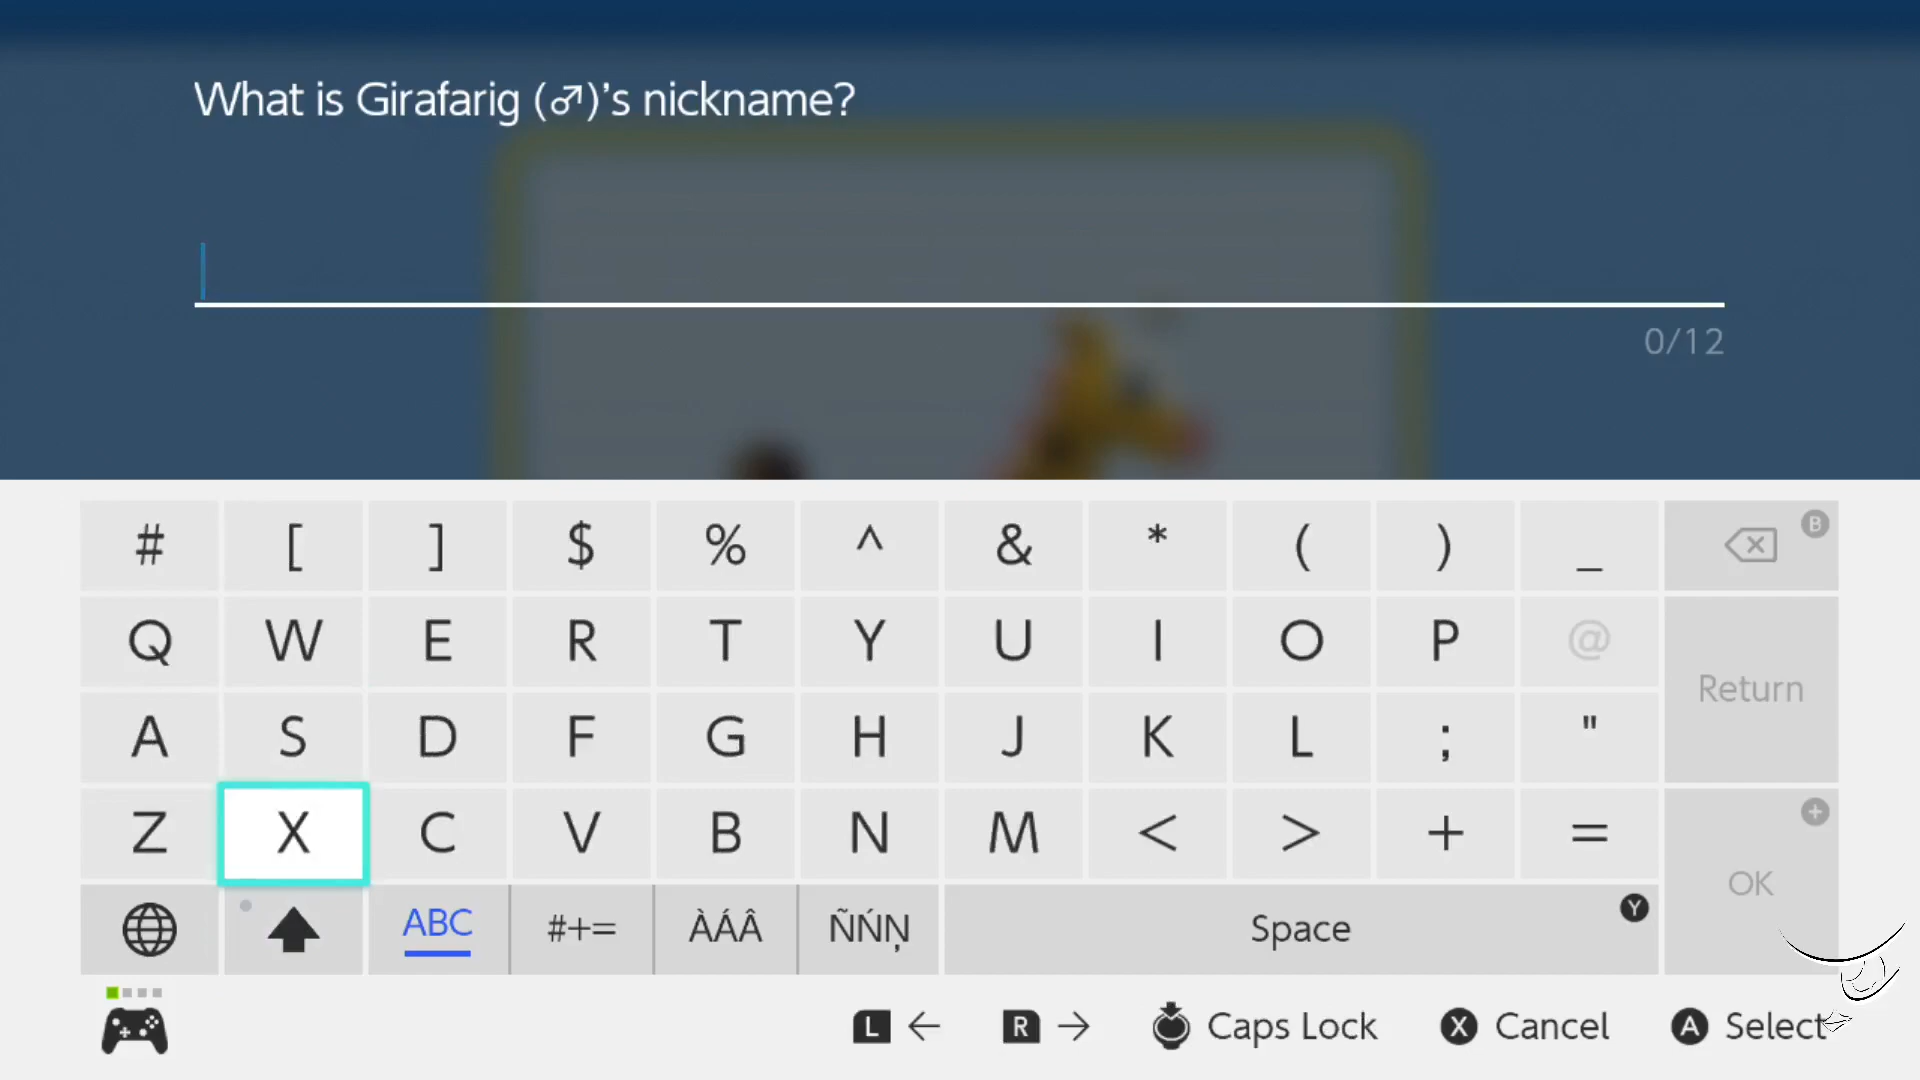 What is Girafarig (♂)’s nickname?
0/12
# [ ] $ % ^ & * ( ) _ B
Q W E R T Y U I O P @ Return
A S D F G H J K L ; "
Z X C V B N M < > + = OK +
ABC #+= ÀÁÂ ÑŃŅ Space Y
L ← R → Caps Lock X Cancel A Select